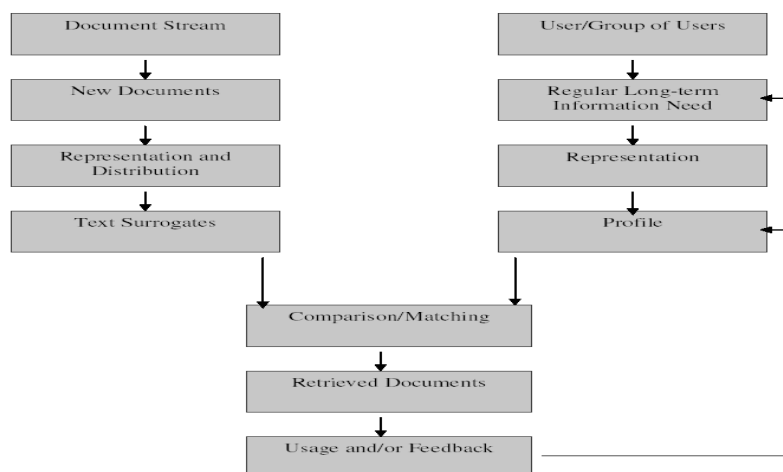 Document Stream
New Documents
Representation and
Distribution
Text Surrogates
User/Group of Users
Regular Long-term
Information Need
Representation
Profile
Comparison/Matching
Retrieved Documents
Usage and/or Feedback